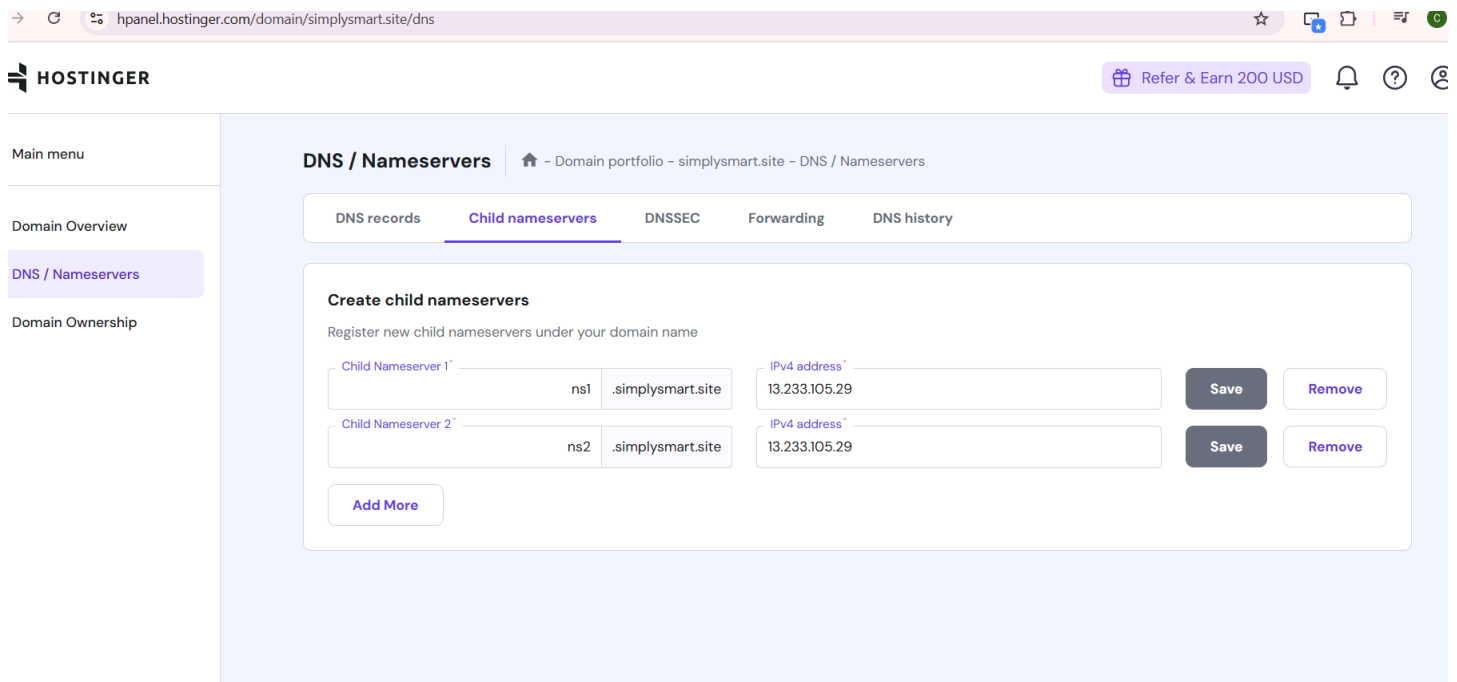 hpanel.hostinger.com/domain/simplysmart.site/dns
C
HOSTINGER
Refer & Earn 200 USD
Main menu
Domain Overview
DNS / Nameservers
Domain Ownership
DNS / Nameservers
- Domain portfolio - simplysmart.site - DNS / Nameservers
DNS records Child nameservers DNSSEC Forwarding DNS history
Create child nameservers
Register new child nameservers under your domain name
Child Nameserver 1* IPv4 address*
ns1 .simplysmart.site 13.233.105.29 Save Remove
Child Nameserver 2* IPv4 address*
ns2 .simplysmart.site 13.233.105.29 Save Remove
Add More